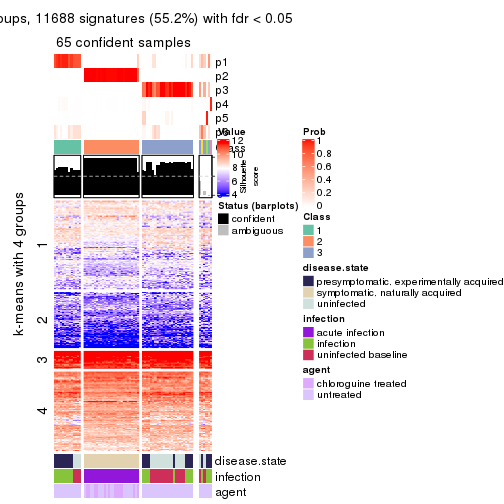 oups, 11688 signatures (55.2%) with fdr < 0.05
65 confident samples
p1
p2
p3
p4
p5
Value
12
10
8
6
4
Silhouette
score
Prob
1
0.8
0.6
0.4
0.2
0
Status (barplots)
confident
ambiguous
Class
1
2
3
disease.state
presymptomatic. experimentally acquired
symptomatic. naturally acquired
uninfected
infection
acute infection
infection
uninfected baseline
agent
chloroguine treated
untreated
k-means with 4 groups
1
2
3
4
disease.state
infection
agent